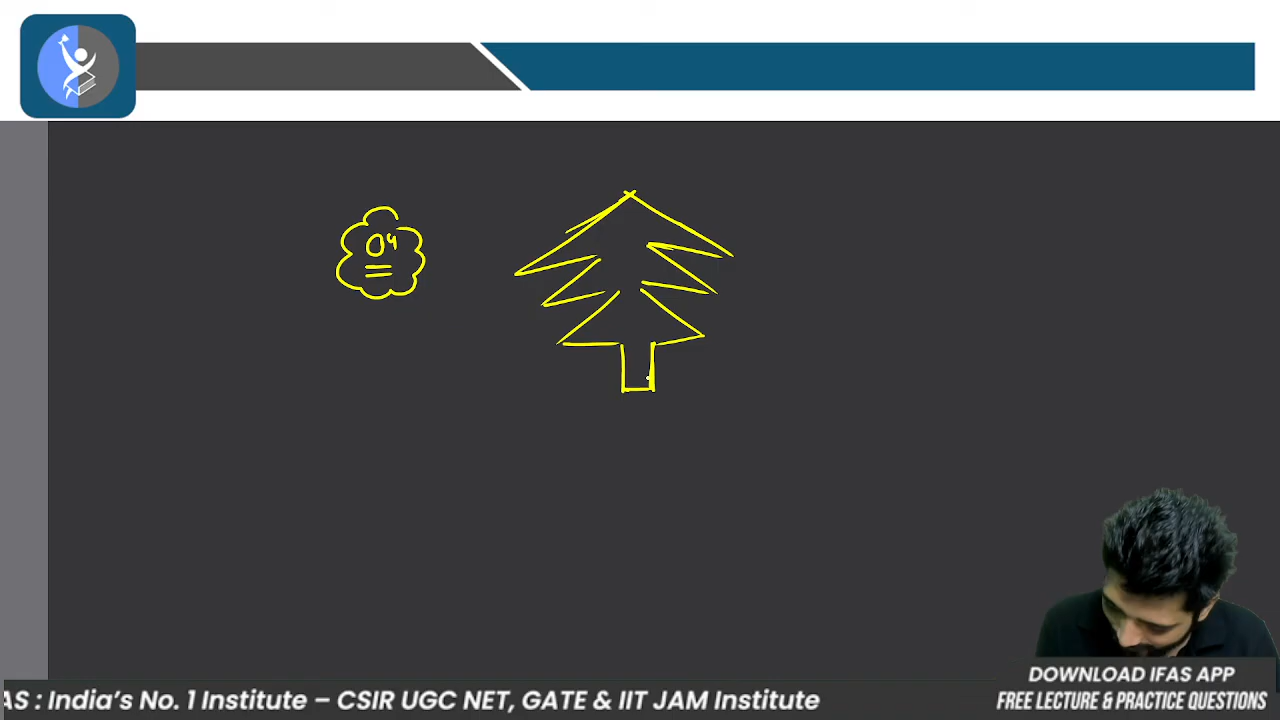 04
DOWNLOAD IFAS APP
AS : India's No. 1 Institute – CSIR UGC NET, GATE & IIT JAM Institute
FREE LECTURE & PRACTICE QUESTIONS